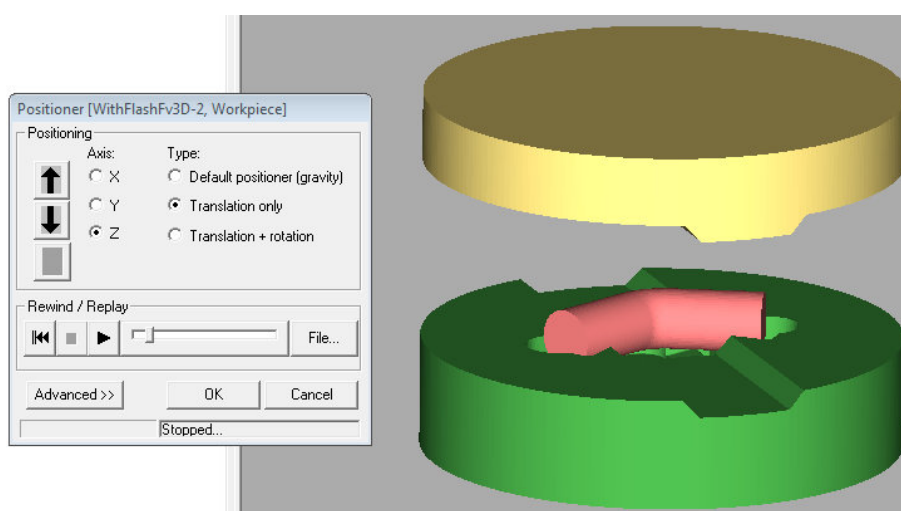 Positioner [WithFlashFv3D-2, Workpiece]
Positioning
Axis:
Type:
X
Default positioner (gravity)
Y
Translation only
Z
Translation + rotation
Rewind / Replay
File...
Advanced >>
OK
Cancel
Stopped...